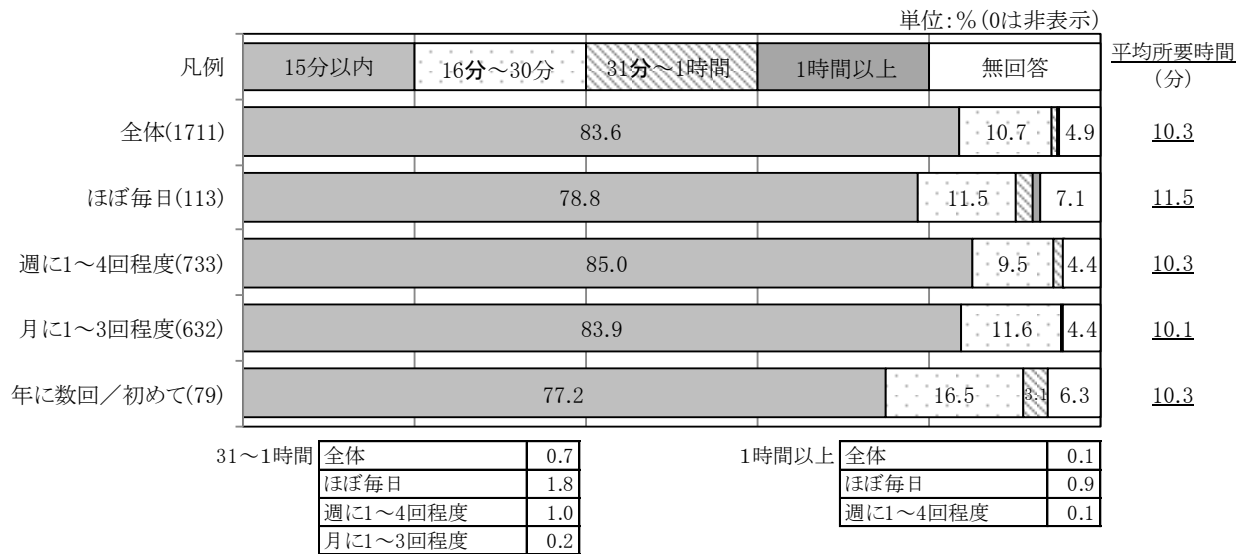 単位：％(0は非表示)
凡例 15分以内 16分～30分 31分～1時間 1時間以上 無回答 平均所要時間
(分)
全体(1711) 83.6 10.7 4.9 10.3
ほぼ毎日(113) 78.8 11.5 7.1 11.5
週に1～4回程度(733) 85.0 9.5 4.4 10.3
月に1～3回程度(632) 83.9 11.6 4.4 10.1
年に数回／初めて(79) 77.2 16.5 3.1 6.3 10.3
31～1時間 全体 0.7 1時間以上 全体 0.1
ほぼ毎日 1.8 ほぼ毎日 0.9
週に1～4回程度 1.0 週に1～4回程度 0.1
月に1～3回程度 0.2